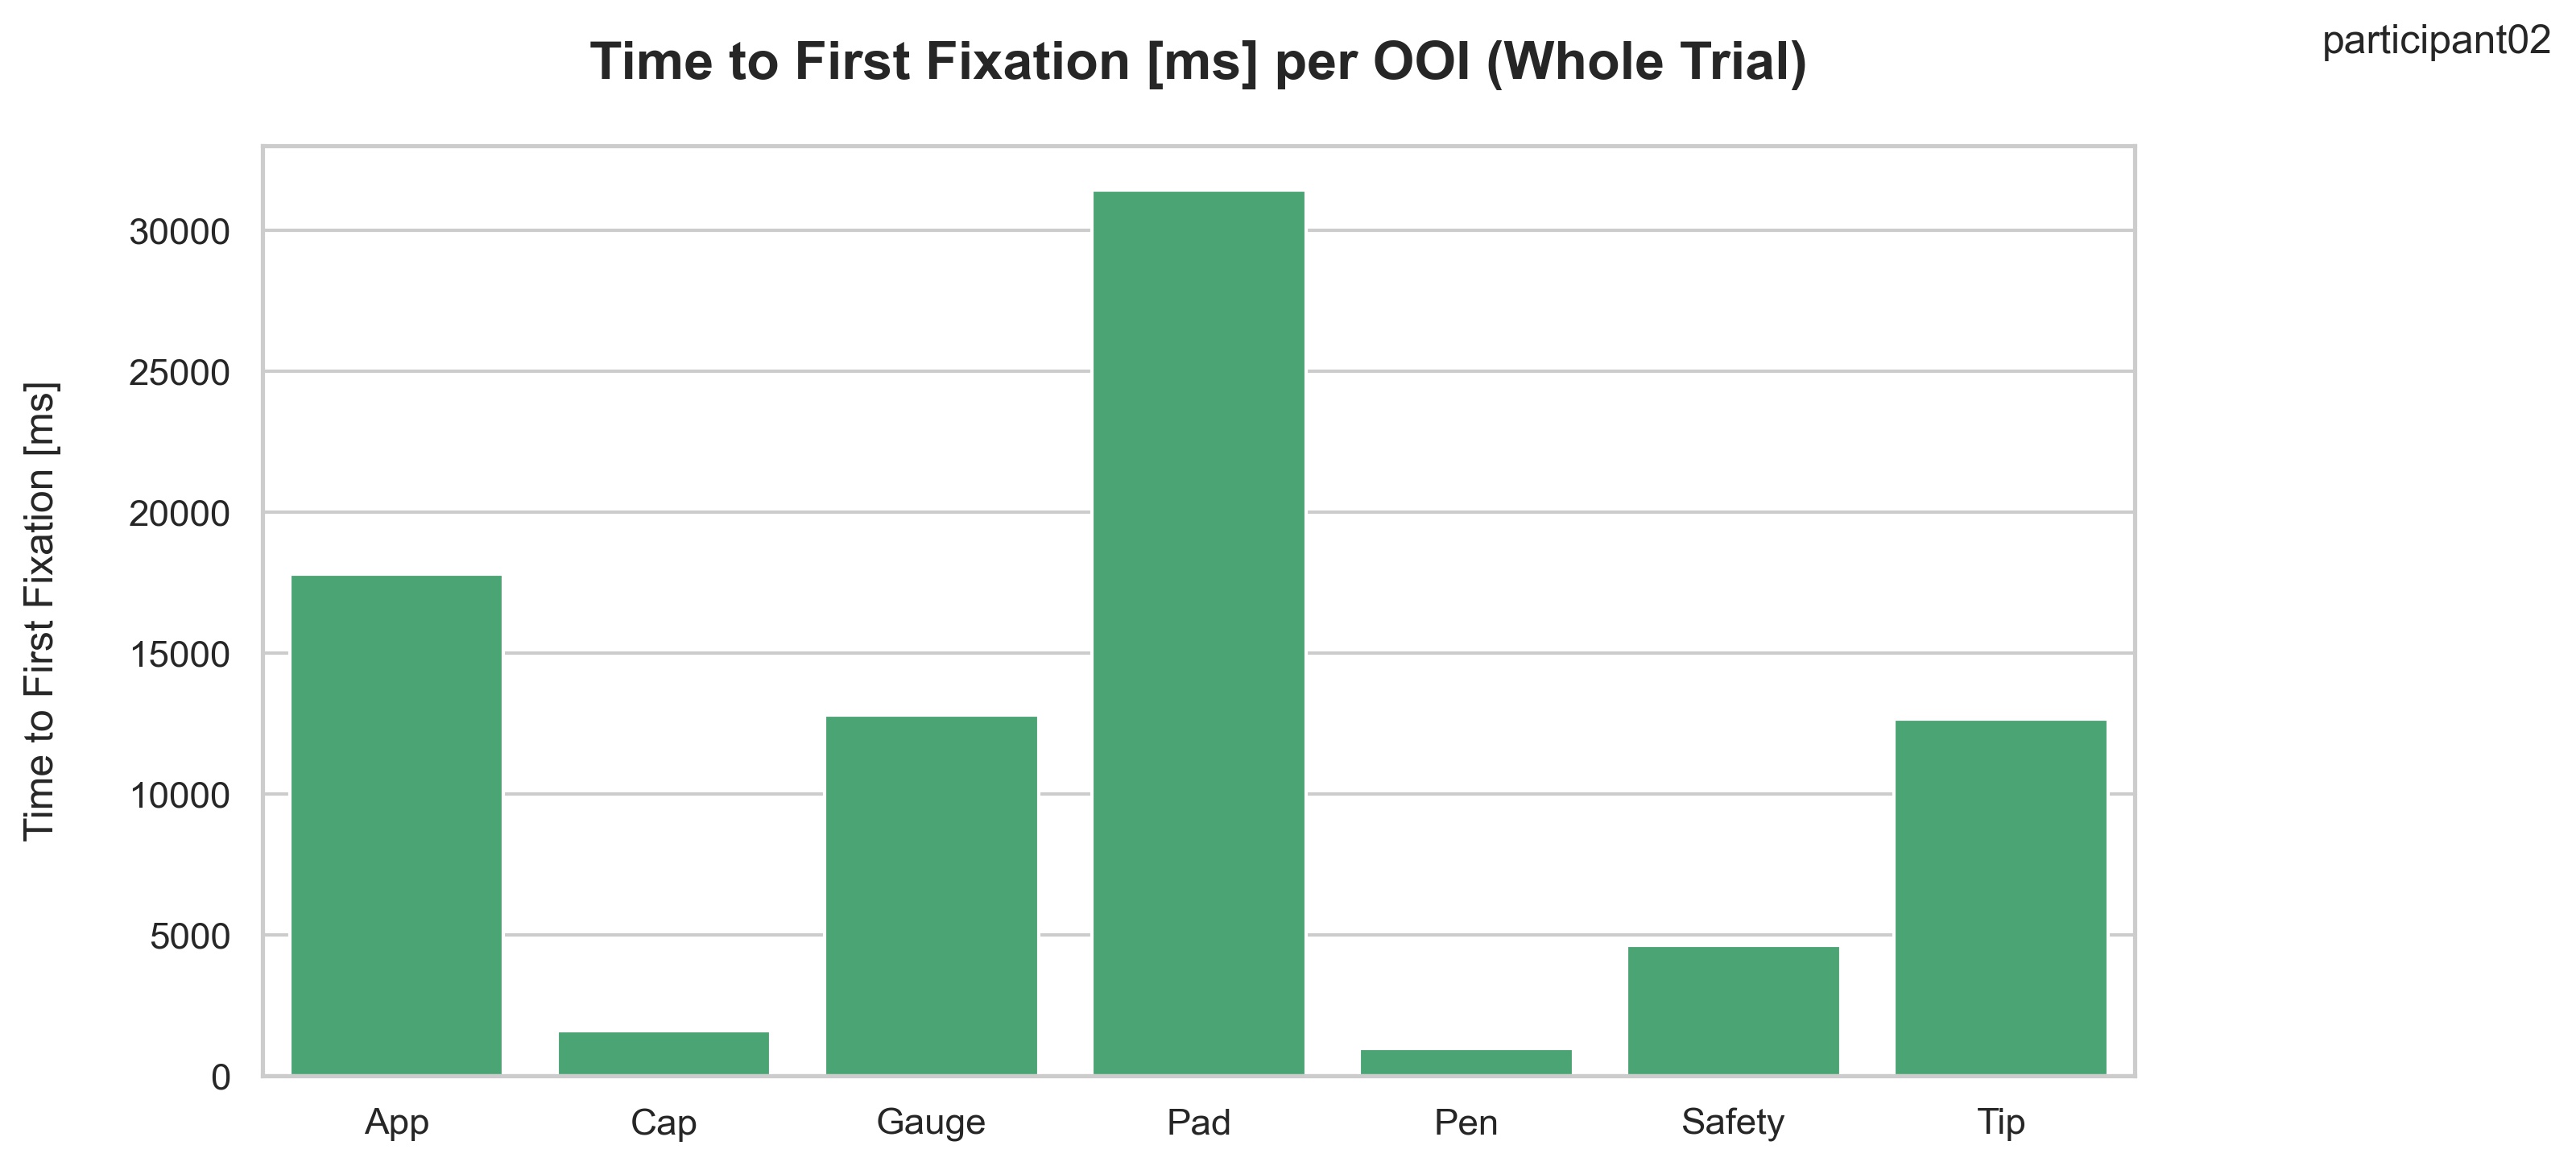 participant02
Time to First Fixation [ms] per OOI (Whole Trial)
Time to First Fixation [ms]
30000
25000
20000
15000
10000
5000
0
App Cap Gauge Pad Pen Safety Tip